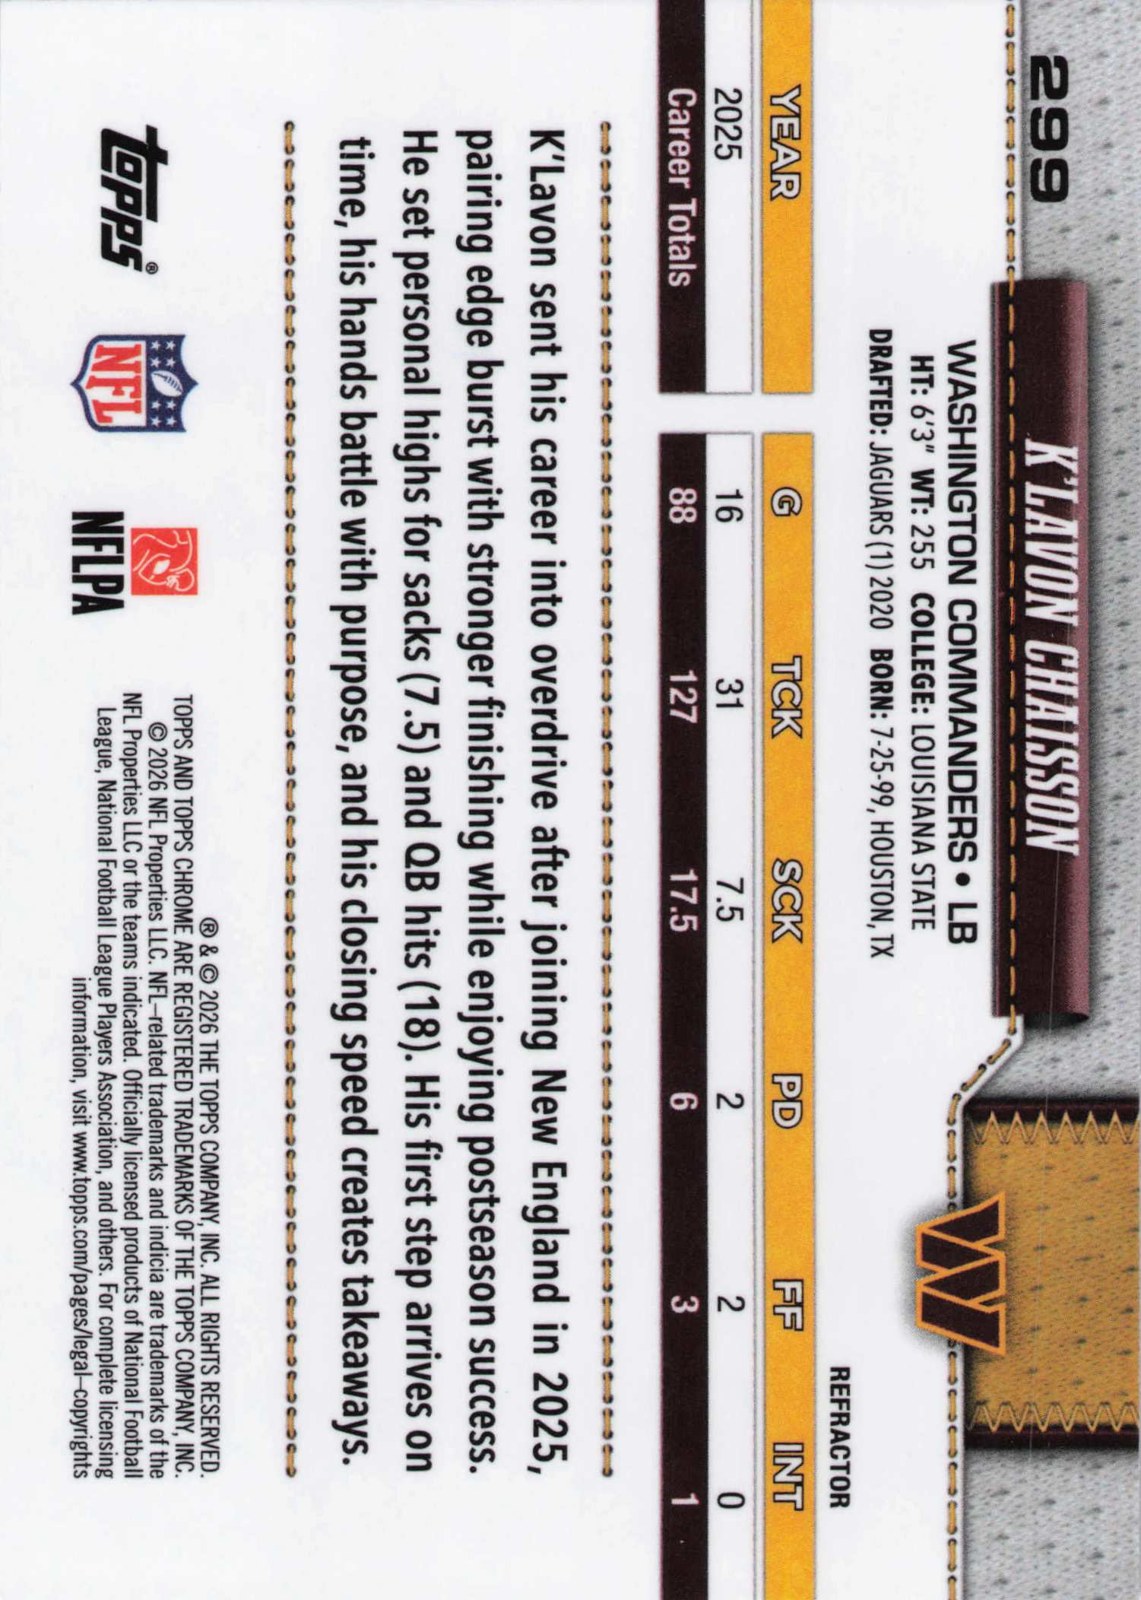 299
K'LAVON CHAISSON
WASHINGTON COMMANDERS • LB
HT: 6'3" WT: 255 COLLEGE: LOUISIANA STATE
DRAFTED: JAGUARS (1) 2020 BORN: 7-25-99, HOUSTON, TX
REFRACTOR
YEAR G TCK SCK PD FF INT
2025 16 31 7.5 2 2 0
Career Totals 88 127 17.5 6 3 1
K'Lavon sent his career into overdrive after joining New England in 2025,
pairing edge burst with stronger finishing while enjoying postseason success.
He set personal highs for sacks (7.5) and QB hits (18). His first step arrives on
time, his hands battle with purpose, and his closing speed creates takeaways.
topps®
NFL
NFLPA
® & © 2026 THE TOPPS COMPANY, INC. ALL RIGHTS RESERVED.
TOPPS AND TOPPS CHROME ARE REGISTERED TRADEMARKS OF THE TOPPS COMPANY, INC.
© 2026 NFL Properties LLC. NFL-related trademarks and indicia are trademarks of the
NFL Properties LLC or the teams indicated. Officially licensed products of National Football
League, National Football League Players Association, and others. For complete licensing
information, visit www.topps.com/pages/legal-copyrights